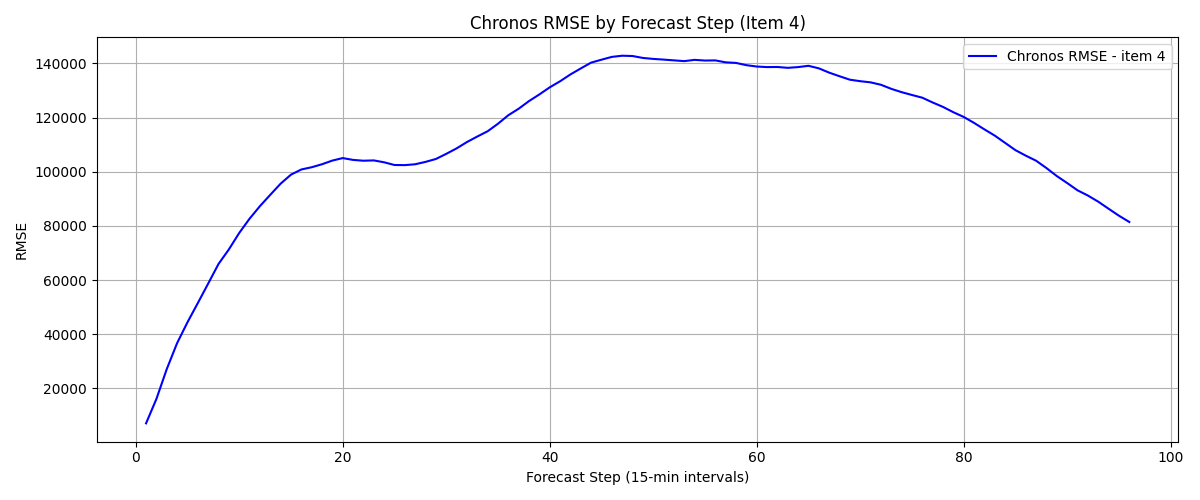 Chronos RMSE by Forecast Step (Item 4)
Chronos RMSE - item 4
RMSE
140000
120000
100000
80000
60000
40000
20000
0 20 40 60 80 100
Forecast Step (15-min intervals)